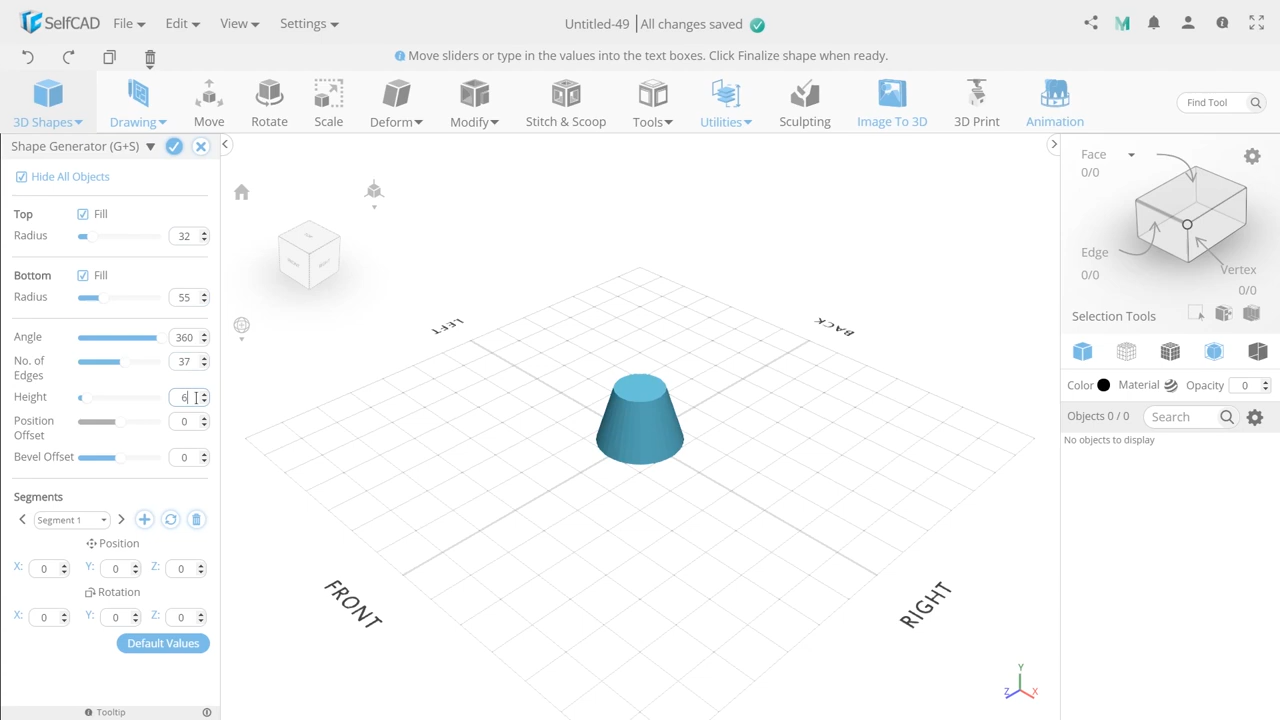 SelfCAD File Edit View Settings Untitled-49 All changes saved
Move sliders or type in the values into the text boxes. Click Finalize shape when ready.
3D Shapes Drawing Move Rotate Scale Deform Modify Stitch & Scoop Tools Utilities Sculpting Image To 3D 3D Print Animation Find Tool
Shape Generator (G+S)
Hide All Objects
Top Fill
Radius 32
Bottom Fill
Radius 55
Angle 360
No. of Edges 37
Height 6
Position Offset 0
Bevel Offset 0
Segments
Segment 1
Position
X: 0 Y: 0 Z: 0
Rotation
X: 0 Y: 0 Z: 0
Default Values
Tooltip
LEFT
BACK
FRONT
RIGHT
Y
Z
X
Face
0/0
Edge
0/0
Vertex
0/0
Selection Tools
Color Material Opacity 0
Objects 0 / 0 Search
No objects to display